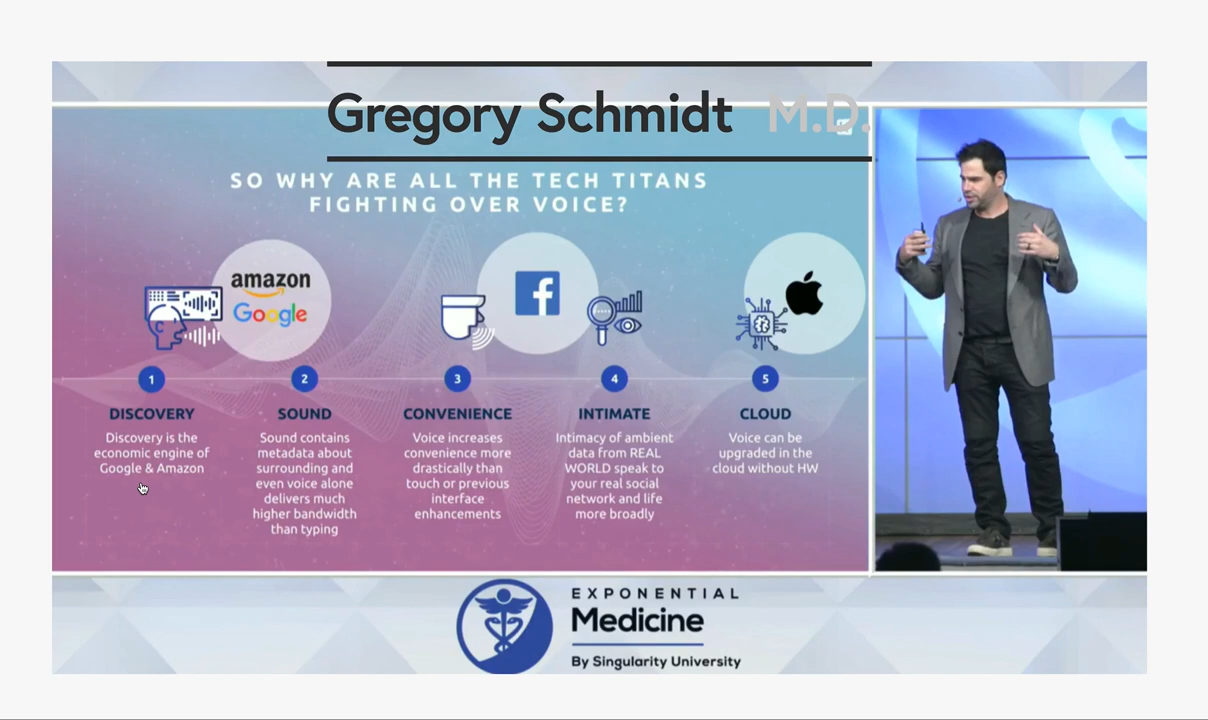 Gregory Schmidt M.D.
SO WHY ARE ALL THE TECH TITANS
FIGHTING OVER VOICE?
amazon
Google
f
C
1
2
3
4
5
DISCOVERY
Discovery is the
economic engine of
Google & Amazon
SOUND
Sound contains
metadata about
surrounding and
even voice alone
delivers much
higher bandwidth
than typing
CONVENIENCE
Voice increases
convenience more
drastically than
touch or previous
interface
enhancements
INTIMATE
Intimacy of ambient
data from REAL
WORLD speak to
your real social
network and life
more broadly
CLOUD
Voice can be
upgraded in the
cloud without HW
EXPONENTIAL
Medicine
By Singularity University